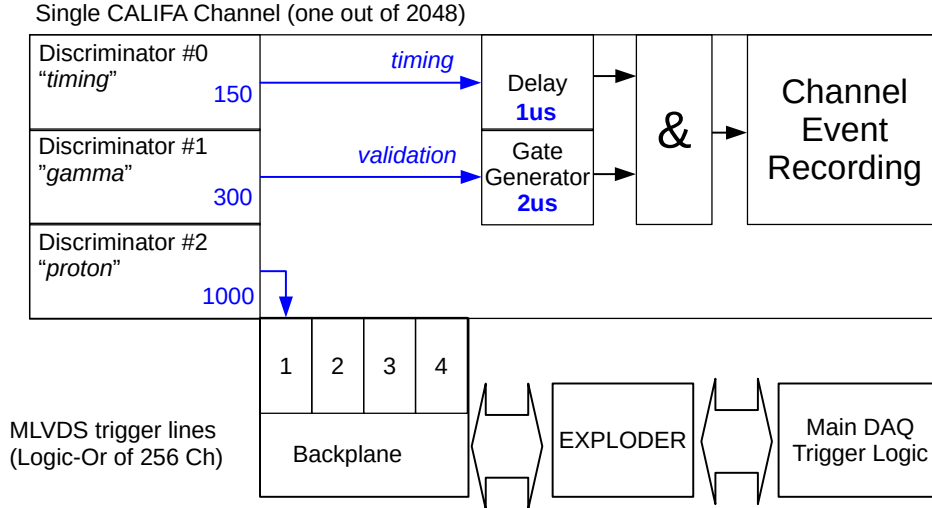 Single CALIFA Channel (one out of 2048)
Discriminator #0
“timing”
150
timing
Delay
1us
&
Channel
Event
Recording
Discriminator #1
”gamma”
300
validation
Gate
Generator
2us
Discriminator #2
“proton”
1000
1 2 3 4
MLVDS trigger lines
(Logic-Or of 256 Ch)
Backplane
EXPLODER
Main DAQ
Trigger Logic